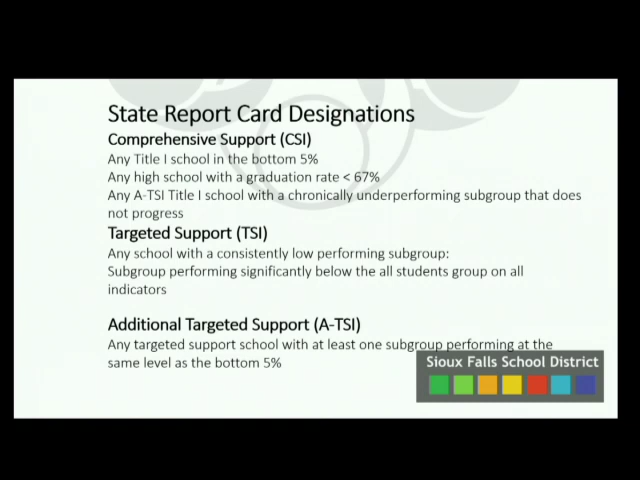 State Report Card Designations
Comprehensive Support (CSI)
Any Title I school in the bottom 5%
Any high school with a graduation rate < 67%
Any A-TSI Title I school with a chronically underperforming subgroup that does
not progress
Targeted Support (TSI)
Any school with a consistently low performing subgroup:
Subgroup performing significantly below the all students group on all
indicators
Additional Targeted Support (A-TSI)
Any targeted support school with at least one subgroup performing at the
same level as the bottom 5%
Sioux Falls School District